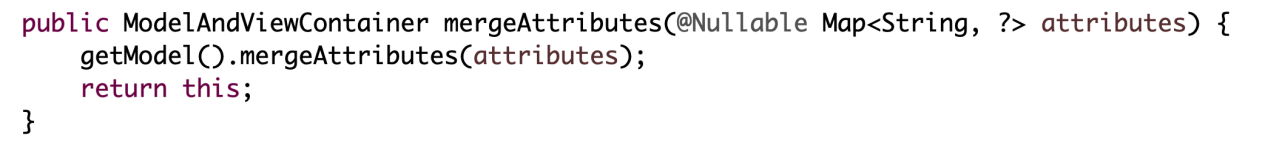 public ModelAndViewContainer mergeAttributes(@Nullable Map<String, ?> attributes) {
    getModel().mergeAttributes(attributes);
    return this;
}